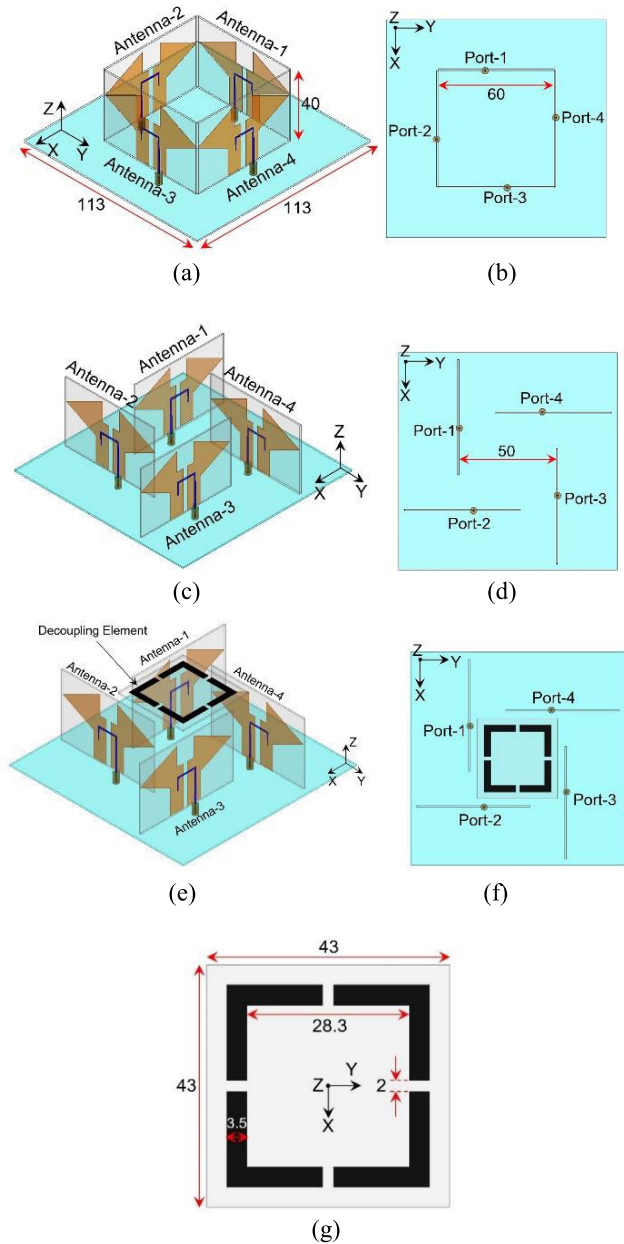 Antenna-2
Antenna-1
40
Z
X
Y
Antenna-3
Antenna-4
113
113
(a)
Z
Y
X
Port-1
60
Port-4
Port-2
Port-3
(b)
Antenna-1
Antenna-2
Antenna-4
Z
X
Y
Antenna-3
(c)
Z
Y
X
Port-4
Port-1
50
Port-3
Port-2
(d)
Decoupling Element
Antenna-1
Antenna-2
Antenna-4
Z
X
Y
Antenna-3
(e)
Z
Y
X
Port-4
Port-1
Port-3
Port-2
(f)
43
28.3
43
Y
Z
2
X
3.5
(g)